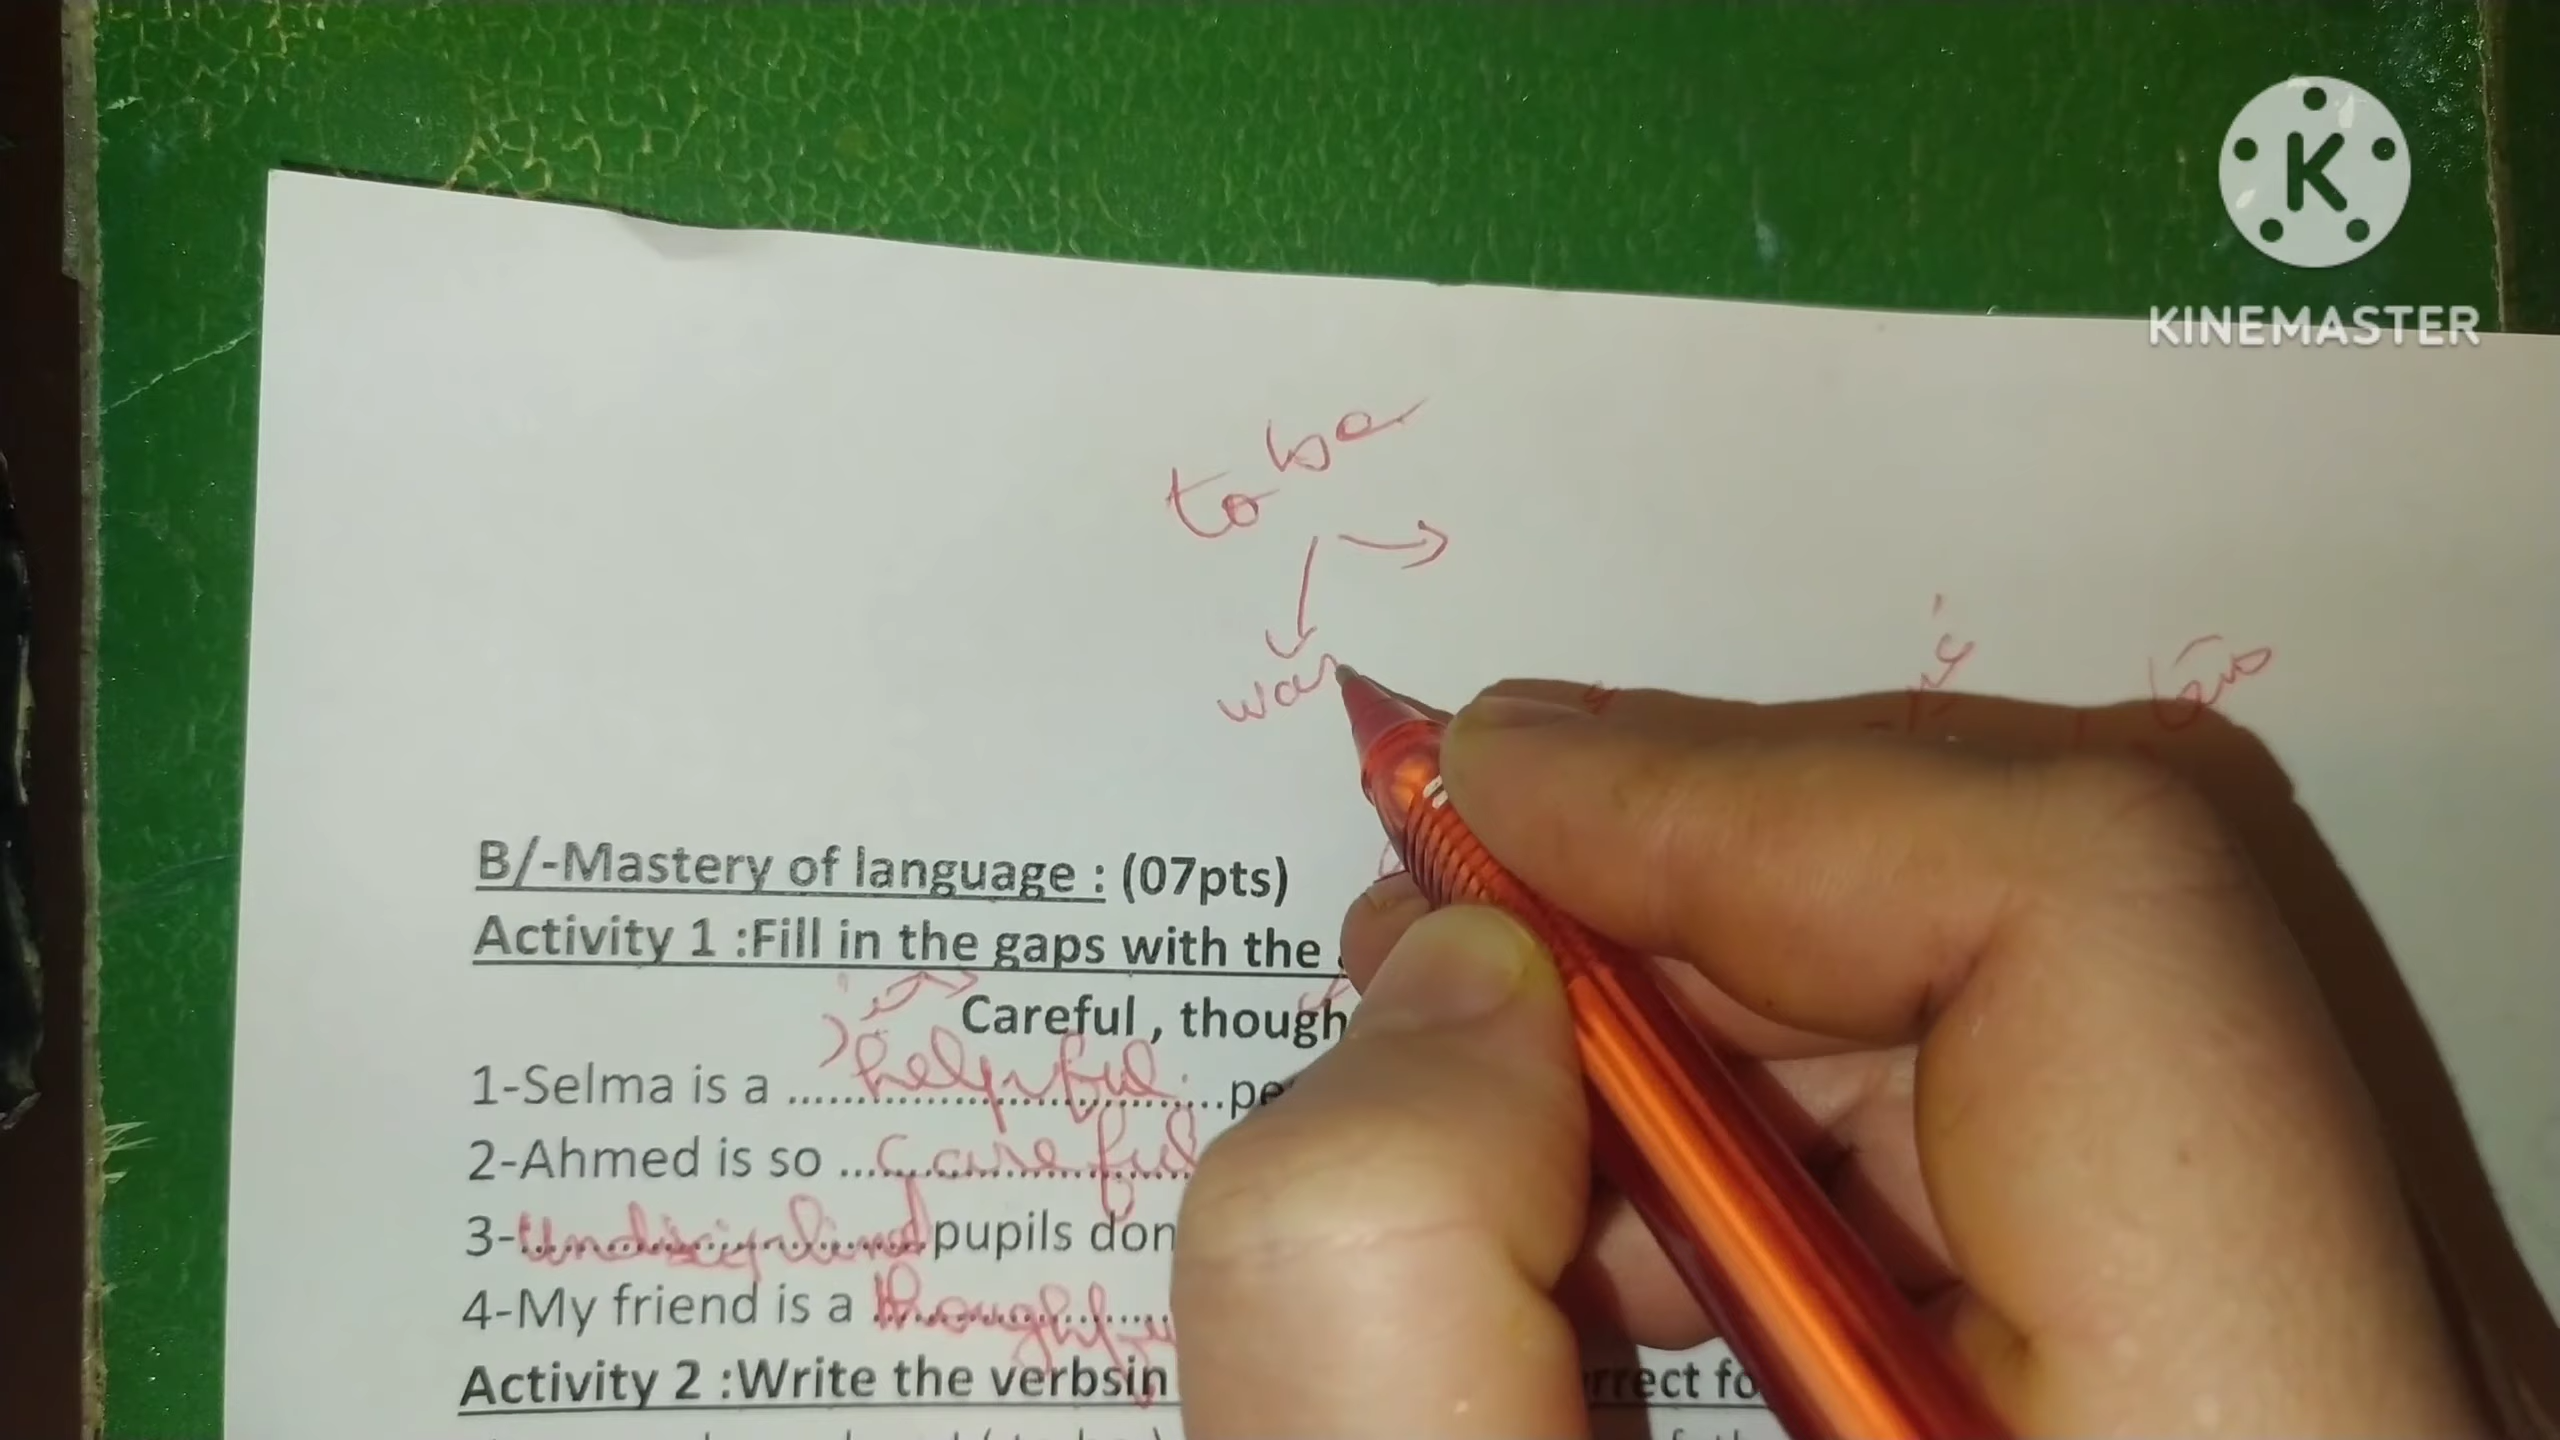 KINEMASTER
to be
was
B/-Mastery of language : (07pts)
Activity 1 :Fill in the gaps with the
Careful , though
1-Selma is a ..... helpful .....pe
2-Ahmed is so ... careful
3- undisciplined pupils don
4-My friend is a thoughtfu
Activity 2 :Write the verbsin rrect fo